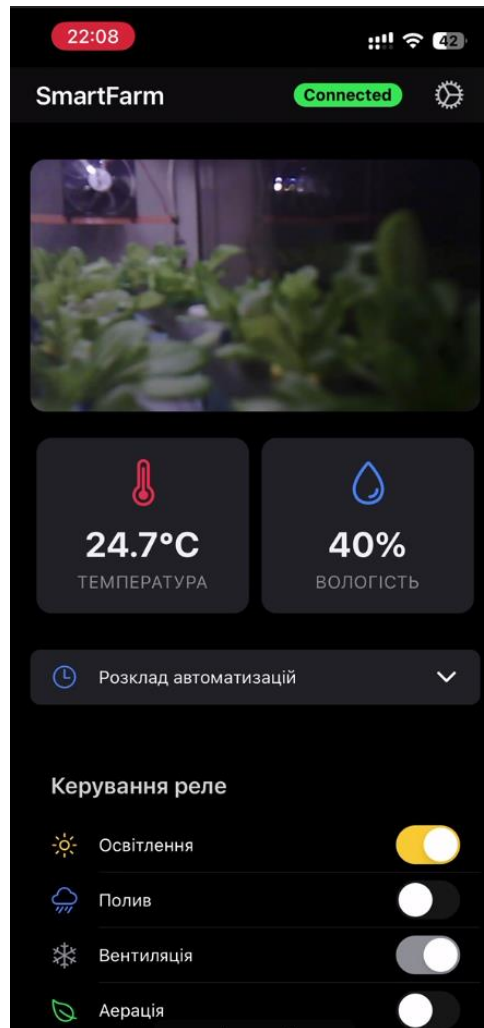 22:08
42
SmartFarm
Connected
24.7°C
40%
ТЕМПЕРАТУРА
ВОЛОГІСТЬ
Розклад автоматизацій
Керування реле
Освітлення
Полив
Вентиляція
Аерація